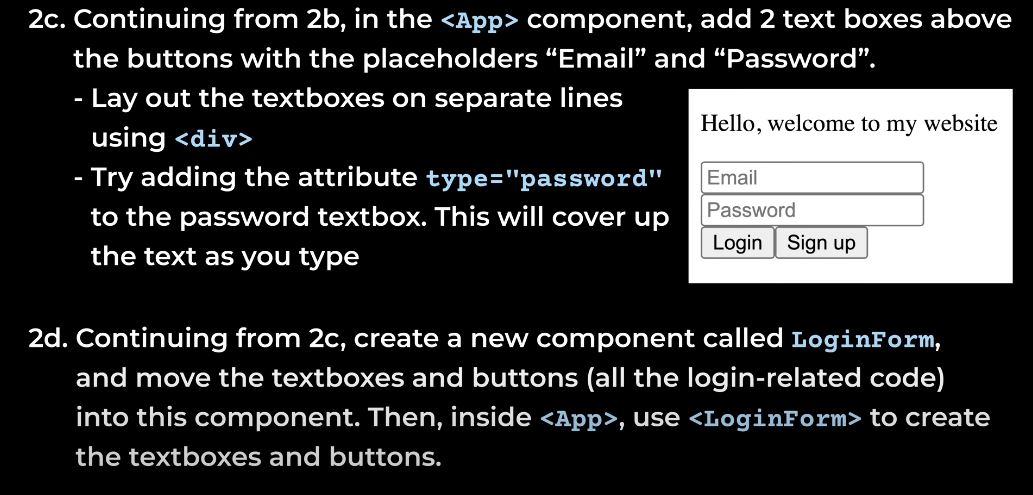 2c. Continuing from 2b, in the <App> component, add 2 text boxes above
the buttons with the placeholders “Email” and “Password”.
- Lay out the textboxes on separate lines
using <div>
- Try adding the attribute type="password"
to the password textbox. This will cover up
the text as you type
Hello, welcome to my website
Email
Password
Login Sign up
2d. Continuing from 2c, create a new component called LoginForm,
and move the textboxes and buttons (all the login-related code)
into this component. Then, inside <App>, use <LoginForm> to create
the textboxes and buttons.